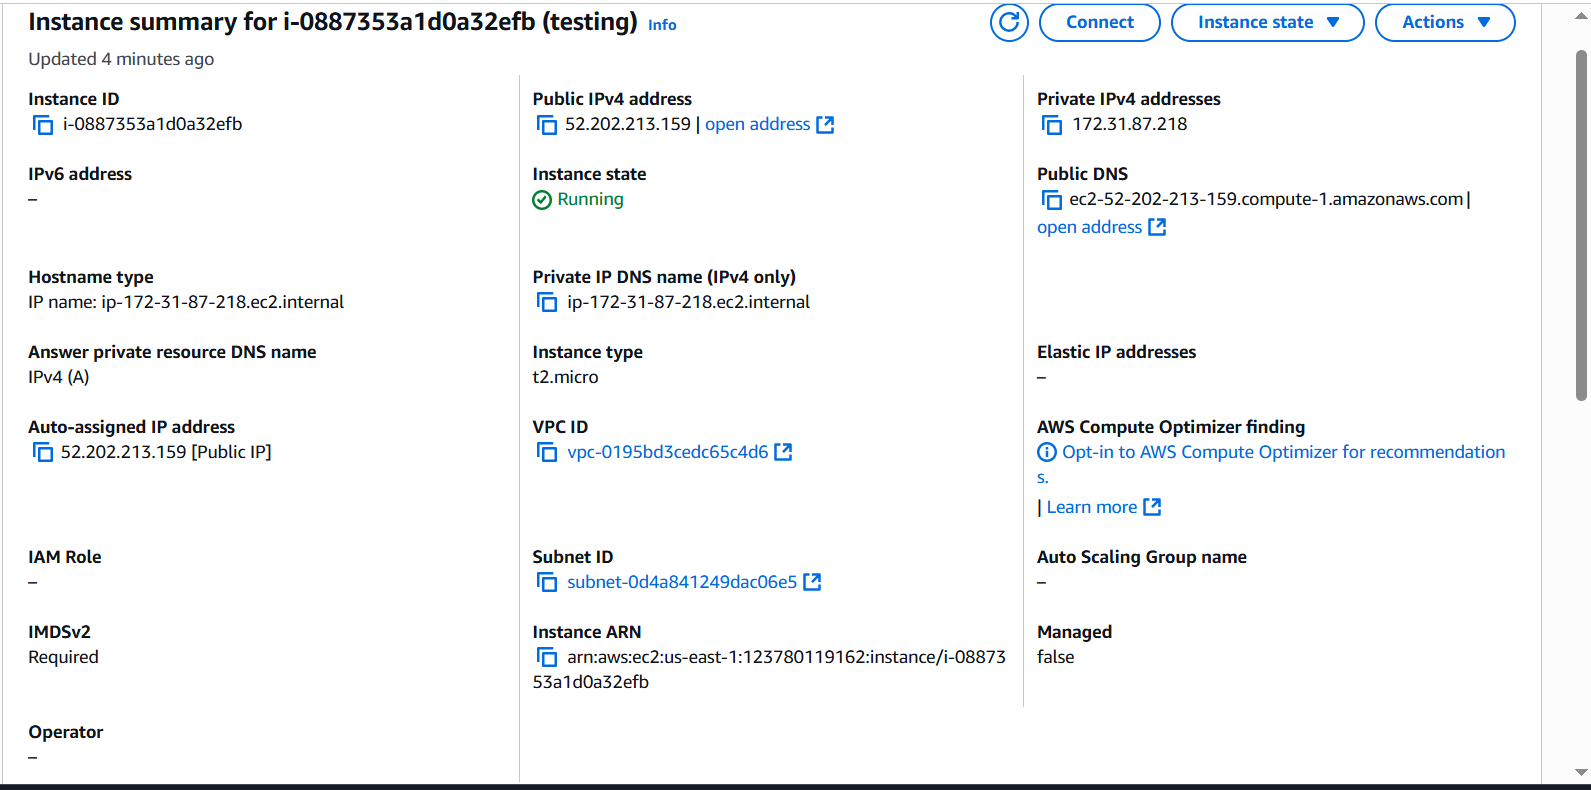 Instance summary for i-0887353a1d0a32efb (testing) Info
Connect
Instance state
Actions
Updated 4 minutes ago
Instance ID
i-0887353a1d0a32efb
Public IPv4 address
52.202.213.159 | open address
Private IPv4 addresses
172.31.87.218
IPv6 address
–
Instance state
Running
Public DNS
ec2-52-202-213-159.compute-1.amazonaws.com |
open address
Hostname type
IP name: ip-172-31-87-218.ec2.internal
Private IP DNS name (IPv4 only)
ip-172-31-87-218.ec2.internal
Answer private resource DNS name
IPv4 (A)
Instance type
t2.micro
Elastic IP addresses
–
Auto-assigned IP address
52.202.213.159 [Public IP]
VPC ID
vpc-0195bd3cedc65c4d6
AWS Compute Optimizer finding
Opt-in to AWS Compute Optimizer for recommendation
s.
| Learn more
IAM Role
–
Subnet ID
subnet-0d4a841249dac06e5
Auto Scaling Group name
–
IMDSv2
Required
Instance ARN
arn:aws:ec2:us-east-1:123780119162:instance/i-08873
53a1d0a32efb
Managed
false
Operator
–